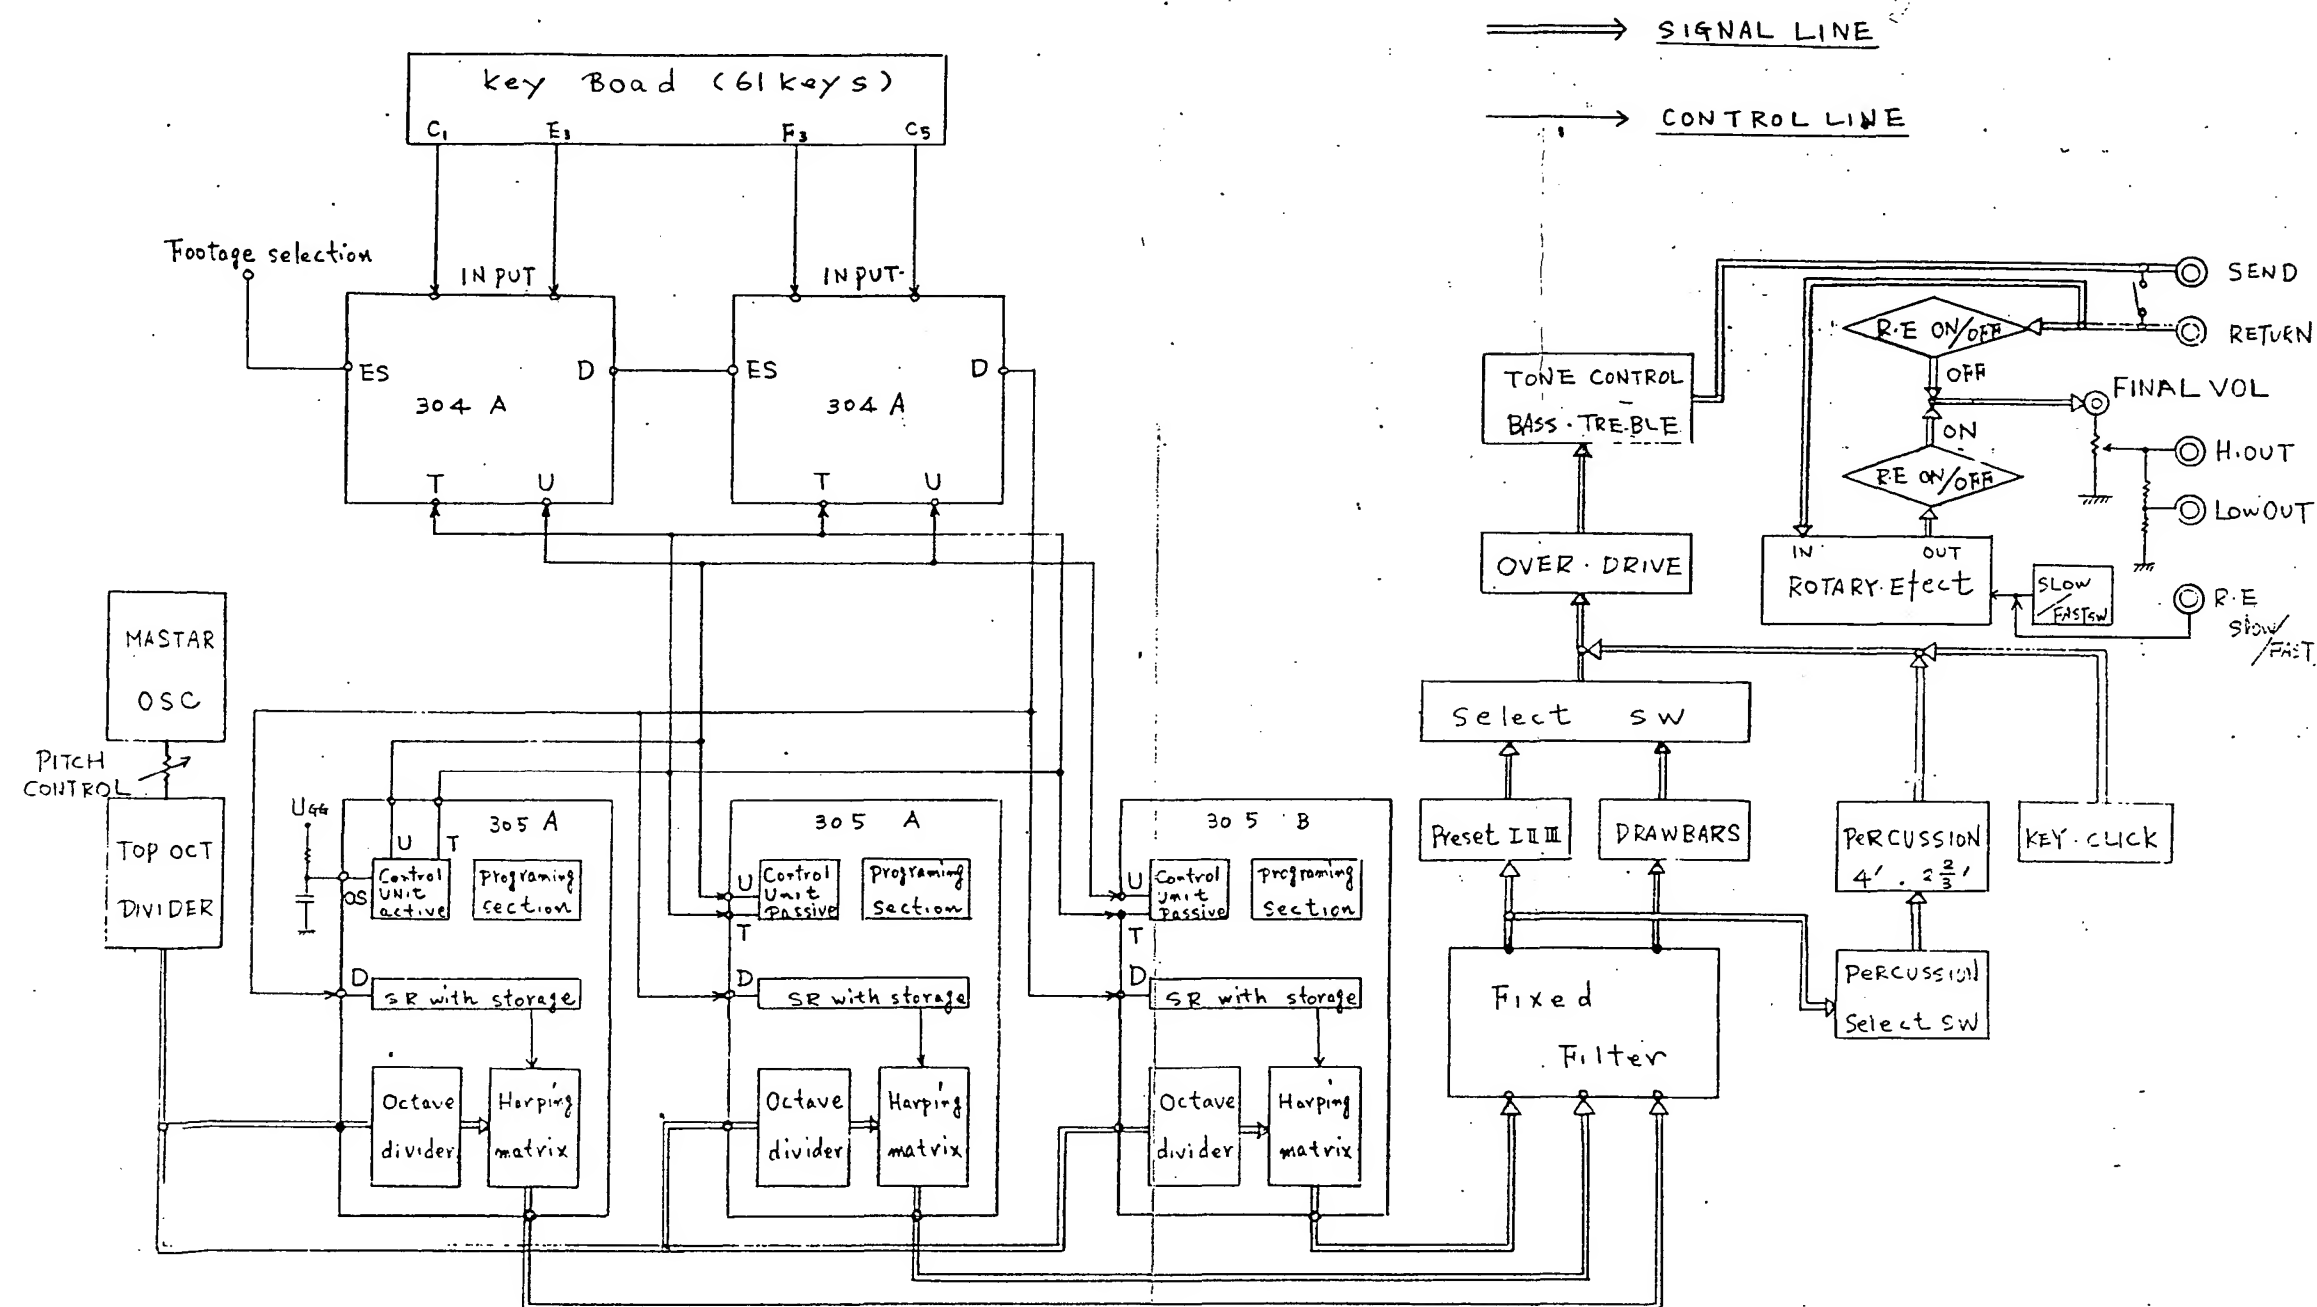 SIGNAL LINE
CONTROL LINE
key Boad (61 keys)
C1 E3 F3 C5
Footage selection
INPUT INPUT
ES D ES D
304 A 304 A
T U T U
SEND
RETURN
R·E ON/OFF
OFF
FINAL VOL
ON
R·E ON/OFF
H.OUT
LOW OUT
TONE CONTROL
BASS · TREBLE
OVER · DRIVE
IN OUT
ROTARY·Efect
SLOW
/FAST SW
R·E
Slow/
/FAST
MASTAR
OSC
PITCH
CONTROL
TOP OCT
DIVIDER
Select SW
Preset I II III
DRAWBARS
PERCUSSION
4' . 2 2/3'
KEY · CLICK
PERCUSSION
Select SW
Fixed
Filter
UGG
OS
305 A
U T
Control
UNit
active
Programing
section
D
SR with storage
Octave
divider
Harping
matrix
305 A
U
T
Control
Unit
Passive
Programing
section
D
SR with storage
Octave
divider
Harping
matrix
305 B
U
T
Control
Unit
Passive
Programing
section
D
SR with storage
Octave
divider
Harping
matrix